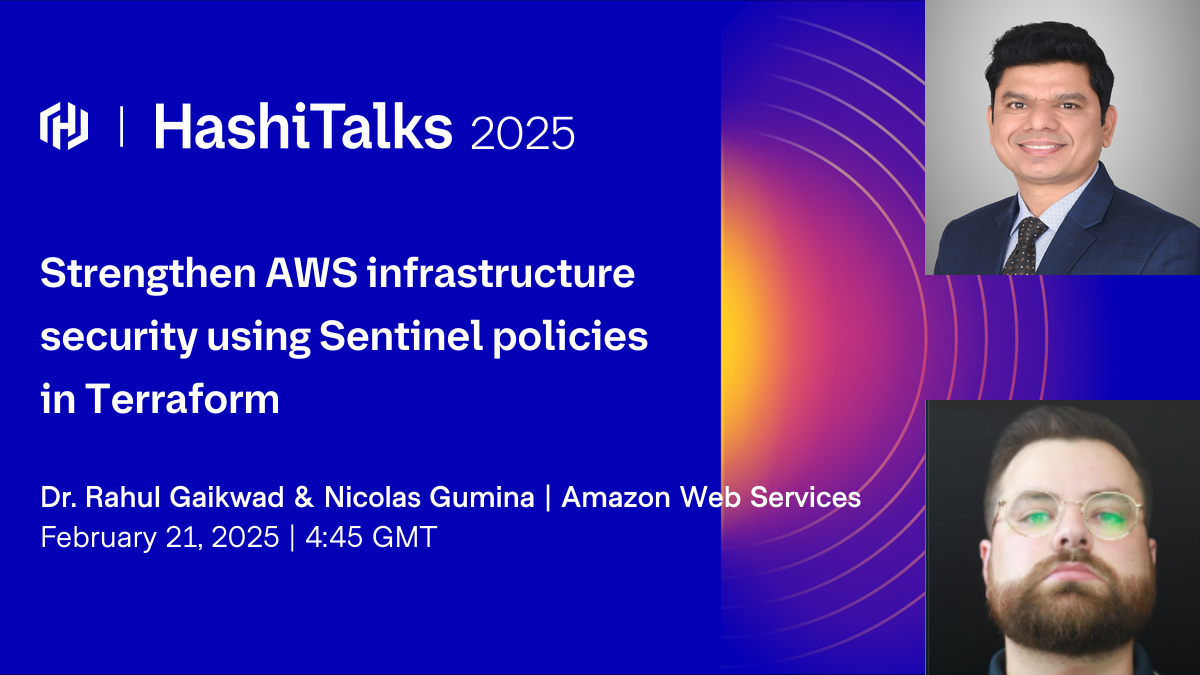 HashiTalks 2025
Strengthen AWS infrastructure
security using Sentinel policies
in Terraform
Dr. Rahul Gaikwad & Nicolas Gumina | Amazon Web Services
February 21, 2025 | 4:45 GMT